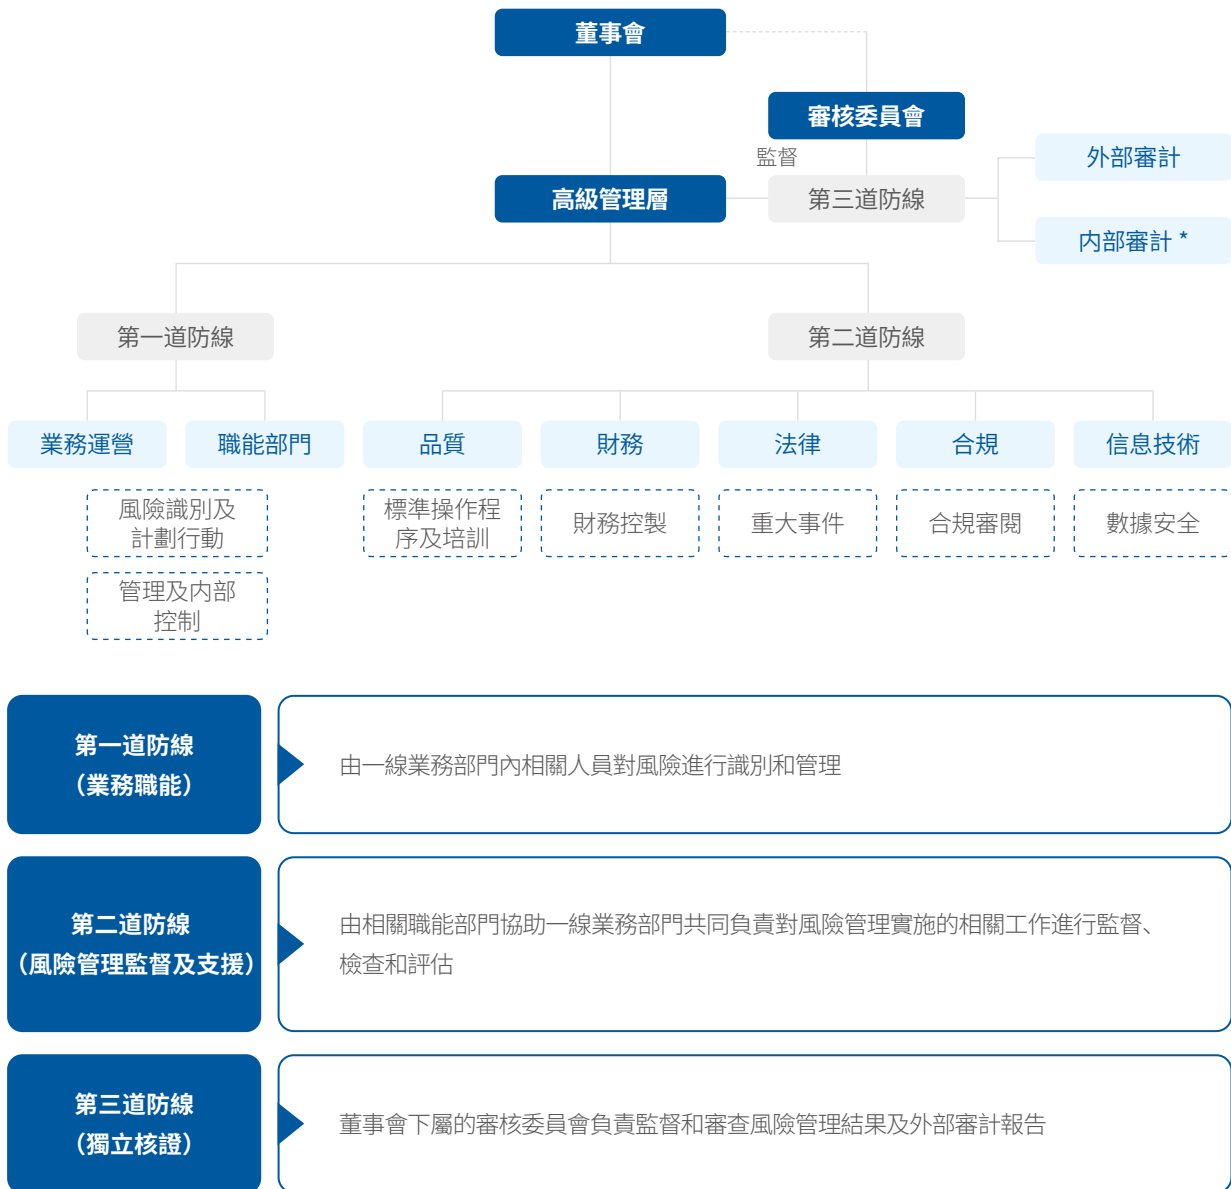 董事會
審核委員會
監督
外部審計
高級管理層
第三道防線
内部審計 *
第一道防線
第二道防線
業務運營
職能部門
品質
財務
法律
合規
信息技術
風險識別及
計劃行動
標準操作程
序及培訓
財務控製
重大事件
合規審閱
數據安全
管理及内部
控制
第一道防線
（業務職能）
由一線業務部門內相關人員對風險進行識別和管理
第二道防線
（風險管理監督及支援）
由相關職能部門協助一線業務部門共同負責對風險管理實施的相關工作進行監督、
檢查和評估
第三道防線
（獨立核證）
董事會下屬的審核委員會負責監督和審查風險管理結果及外部審計報告